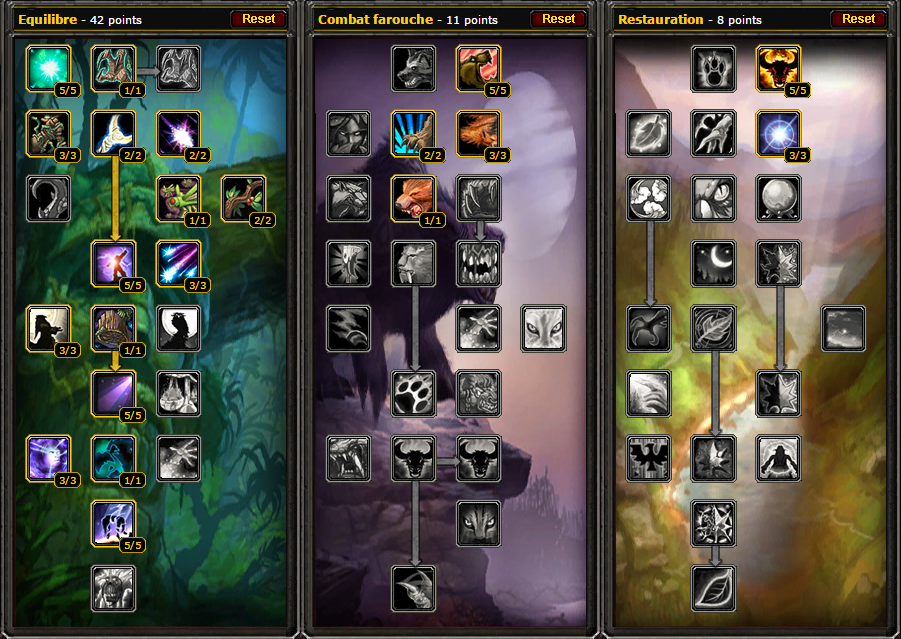 Equilibre - 42 points Reset Combat farouche - 11 points Reset Restauration - 8 points Reset
5/5 1/1 5/5 5/5
3/3 2/2 2/2 2/2 3/3 3/3
1/1 2/2 1/1
5/5 3/3
3/3 1/1
5/5
3/3 1/1
5/5